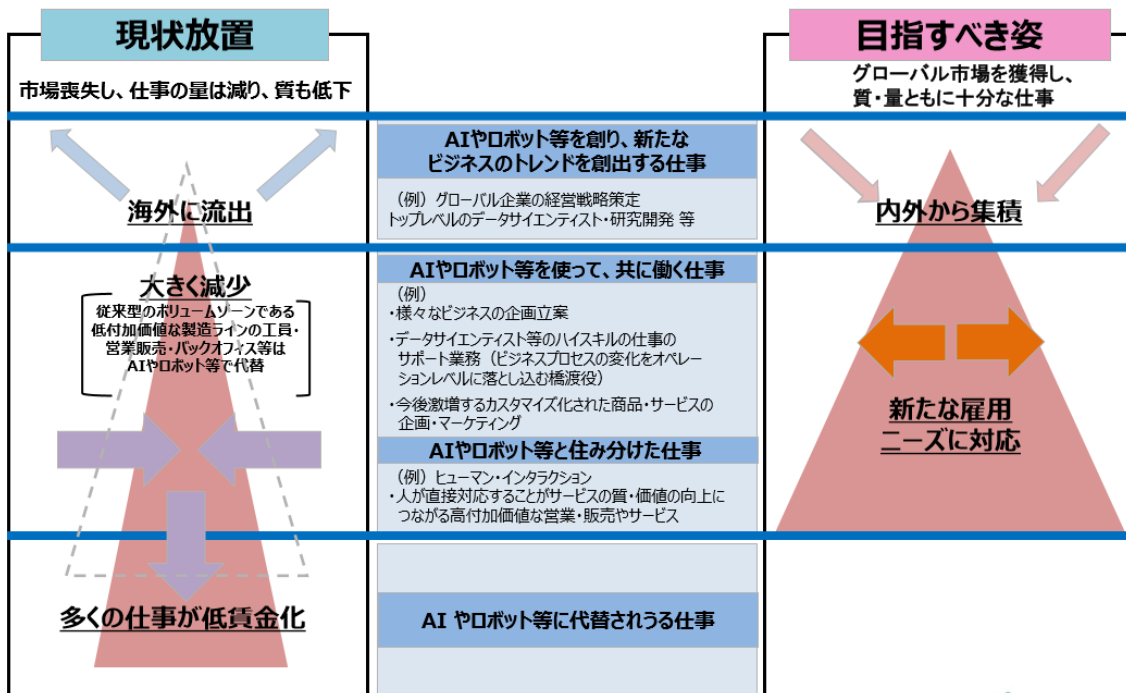 現状放置
市場喪失し、仕事の量は減り、質も低下
海外に流出
大きく減少
従来型のボリュームゾーンである
低付加価値な製造ラインの工員・
営業販売・バックオフィス等は
AIやロボット等で代替
多くの仕事が低賃金化
AIやロボット等を創り、新たな
ビジネスのトレンドを創出する仕事
（例）グローバル企業の経営戦略策定
トップレベルのデータサイエンティスト・研究開発 等
AIやロボット等を使って、共に働く仕事
（例）
・様々なビジネスの企画立案
・データサイエンティスト等のハイスキルの仕事の
サポート業務（ビジネスプロセスの変化をオペレー
ションレベルに落とし込む橋渡役）
・今後激増するカスタマイズ化された商品・サービスの
企画・マーケティング
AIやロボット等と住み分けた仕事
（例）ヒューマン・インタラクション
・人が直接対応することがサービスの質・価値の向上に
つながる高付加価値な営業・販売やサービス
AI やロボット等に代替されうる仕事
目指すべき姿
グローバル市場を獲得し、
質・量ともに十分な仕事
内外から集積
新たな雇用
ニーズに対応